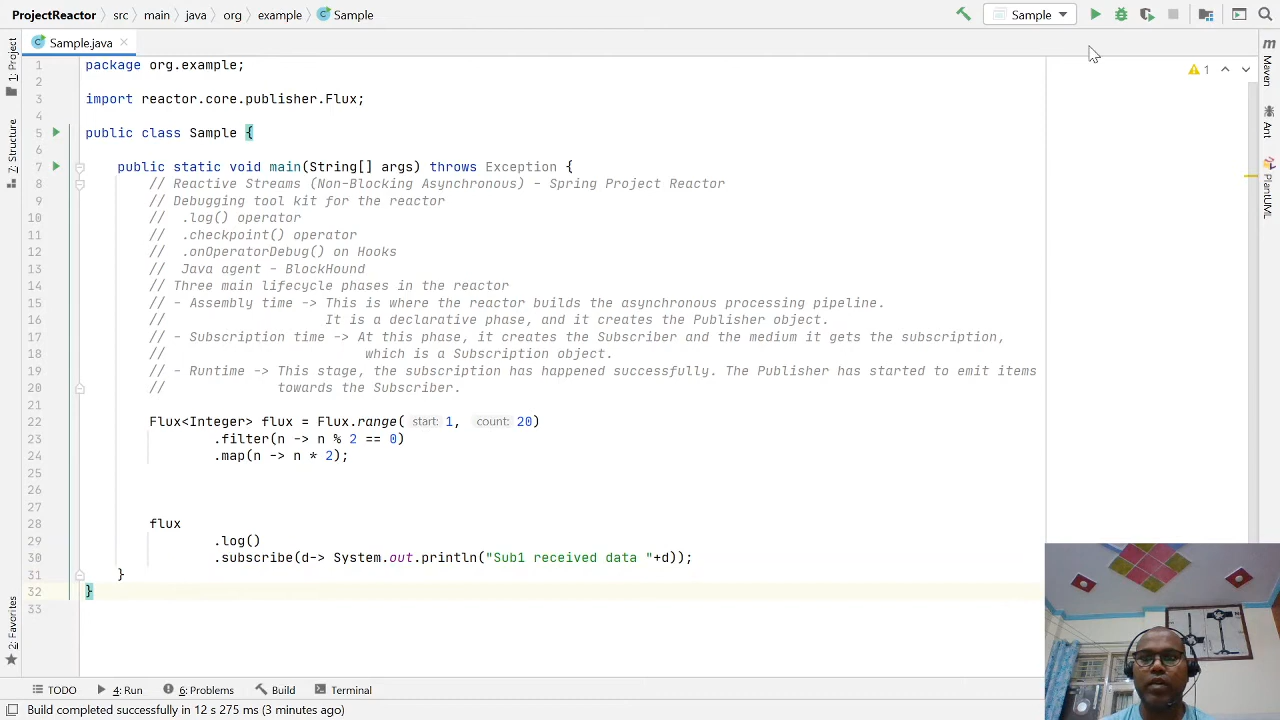 ProjectReactor › src › main › java › org › example › Sample
Sample
Sample.java
1: Project
7: Structure
2: Favorites
Maven
Ant
PlantUML
1
1 package org.example;
2
3 import reactor.core.publisher.Flux;
4
5 public class Sample {
6
7 public static void main(String[] args) throws Exception {
8 // Reactive Streams (Non-Blocking Asynchronous) - Spring Project Reactor
9 // Debugging tool kit for the reactor
10 // .log() operator
11 // .checkpoint() operator
12 // .onOperatorDebug() on Hooks
13 // Java agent - BlockHound
14 // Three main lifecycle phases in the reactor
15 // - Assembly time -> This is where the reactor builds the asynchronous processing pipeline.
16 // It is a declarative phase, and it creates the Publisher object.
17 // - Subscription time -> At this phase, it creates the Subscriber and the medium it gets the subscription,
18 // which is a Subscription object.
19 // - Runtime -> This stage, the subscription has happened successfully. The Publisher has started to emit items
20 // towards the Subscriber.
21
22 Flux<Integer> flux = Flux.range( start: 1, count: 20)
23 .filter(n -> n % 2 == 0)
24 .map(n -> n * 2);
25
26
27
28 flux
29 .log()
30 .subscribe(d-> System.out.println("Sub1 received data "+d));
31 }
32 }
33
TODO 4: Run 6: Problems Build Terminal
Build completed successfully in 12 s 275 ms (3 minutes ago)